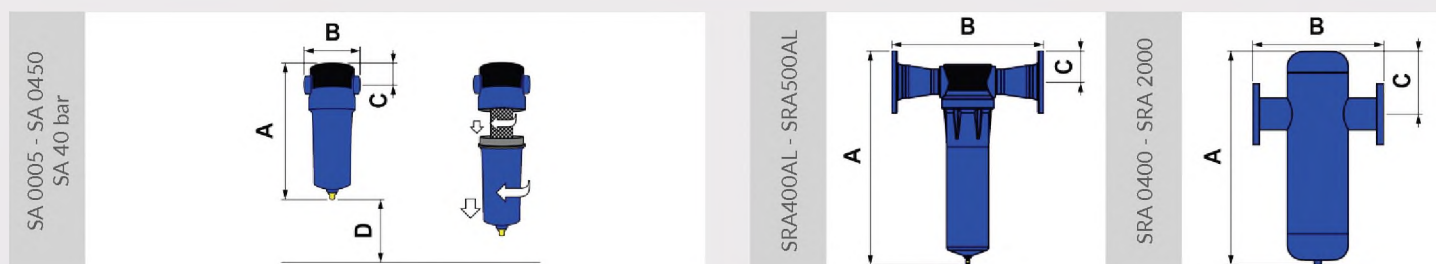 SA 0005 - SA 0450
SA 40 bar
A
B
C
D
SRA400AL - SRA500AL
A
B
C
SRA 0400 - SRA 2000
A
B
C